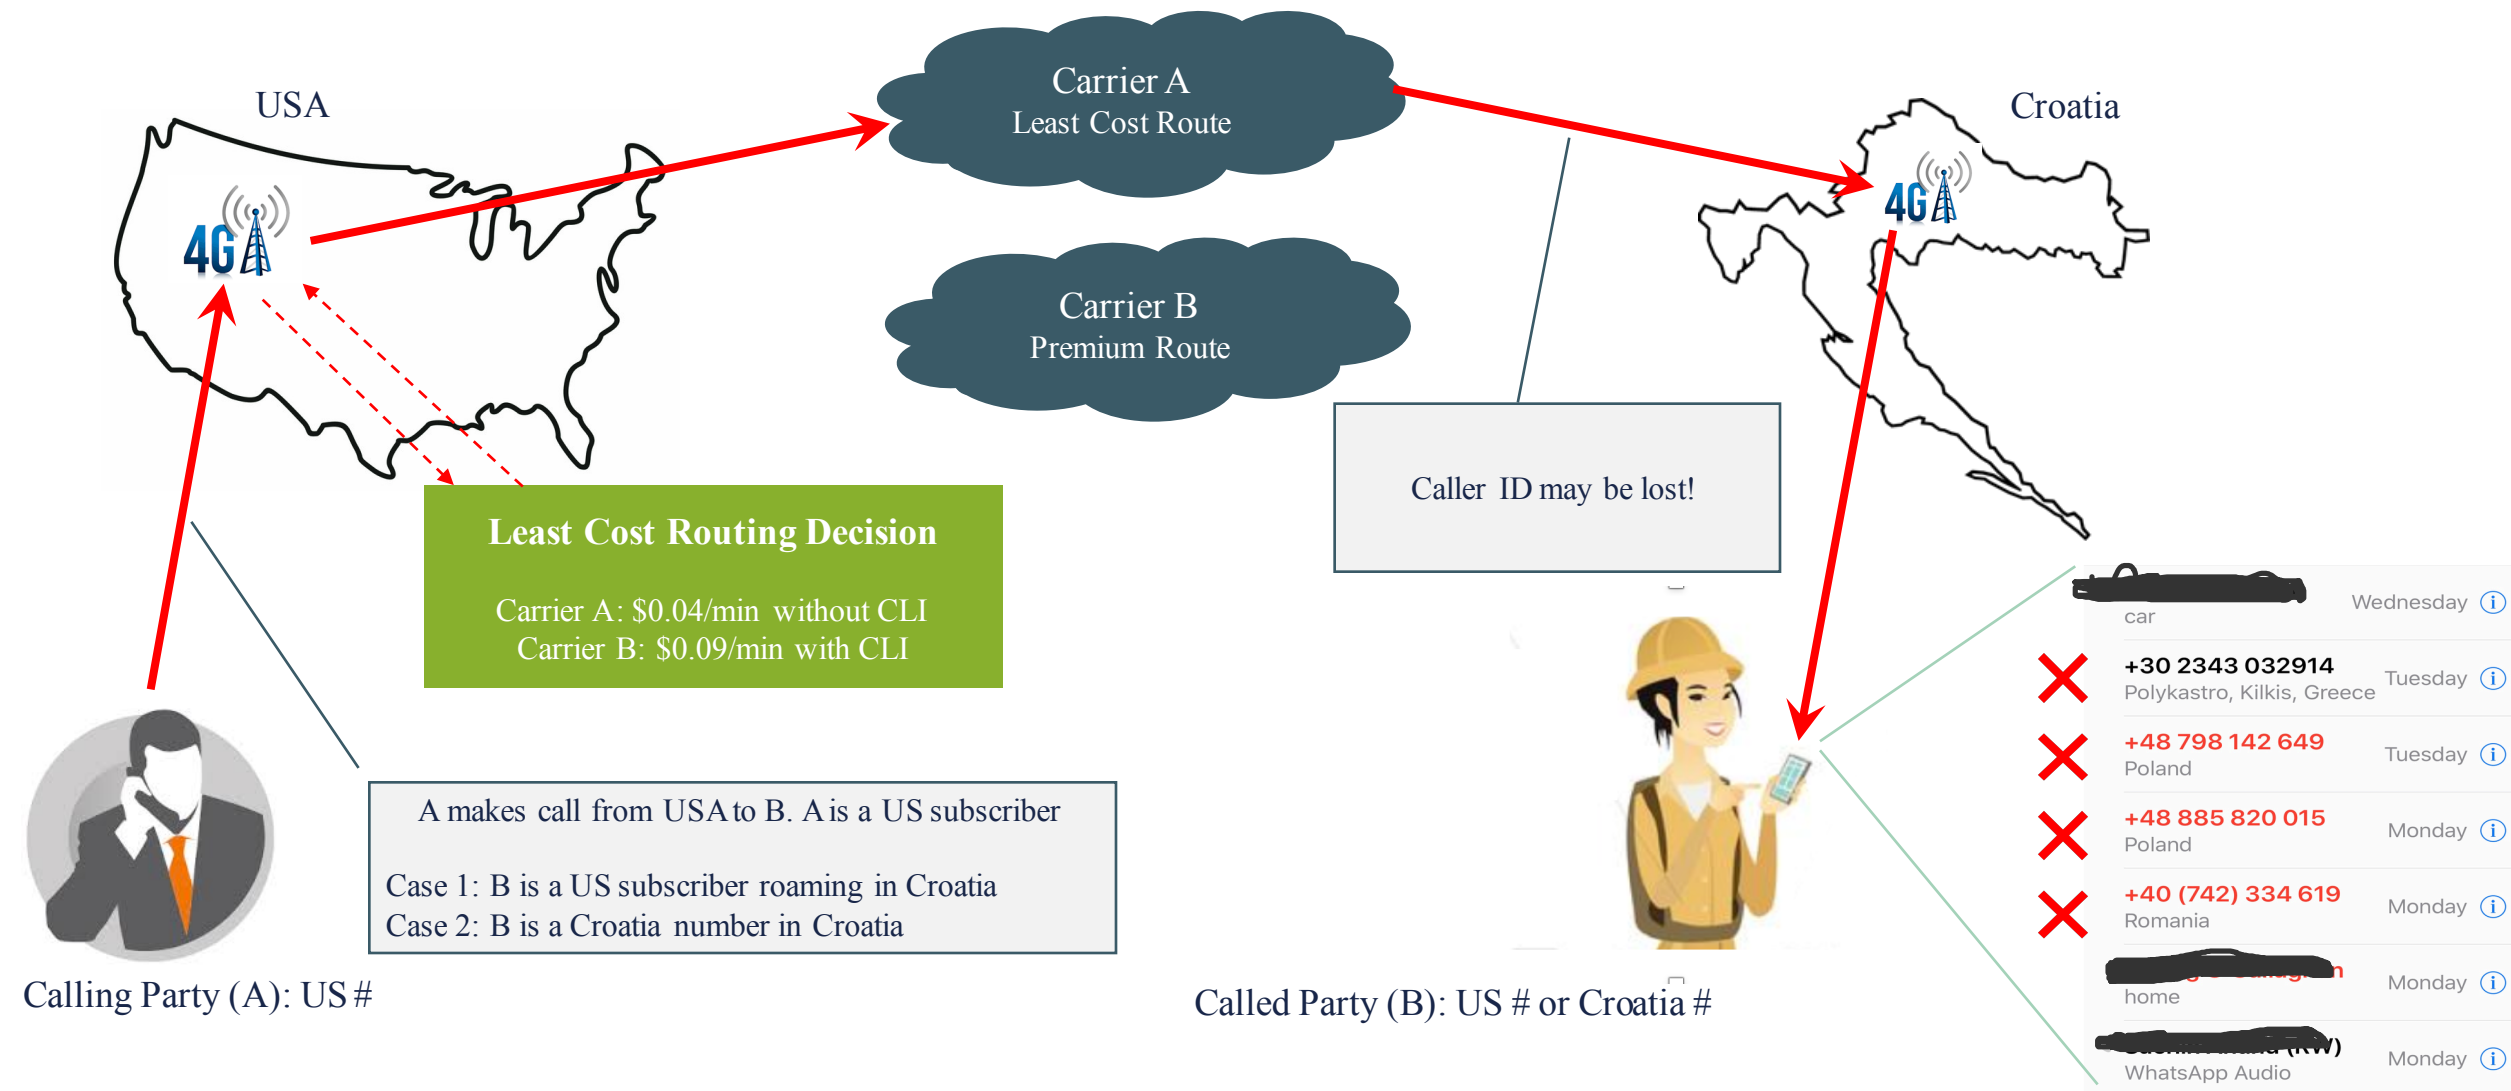 USA
Carrier A
Least Cost Route
Croatia
4G
4G
Carrier B
Premium Route
Caller ID may be lost!
Least Cost Routing Decision
Carrier A: $0.04/min without CLI
Carrier B: $0.09/min with CLI
A makes call from USA to B. A is a US subscriber
Case 1: B is a US subscriber roaming in Croatia
Case 2: B is a Croatia number in Croatia
Calling Party (A): US #
Called Party (B): US # or Croatia #
Wednesday
car
+30 2343 032914
Polykastro, Kilkis, Greece Tuesday
+48 798 142 649
Poland Tuesday
+48 885 820 015
Poland Monday
+40 (742) 334 619
Romania Monday
home Monday
WhatsApp Audio Monday